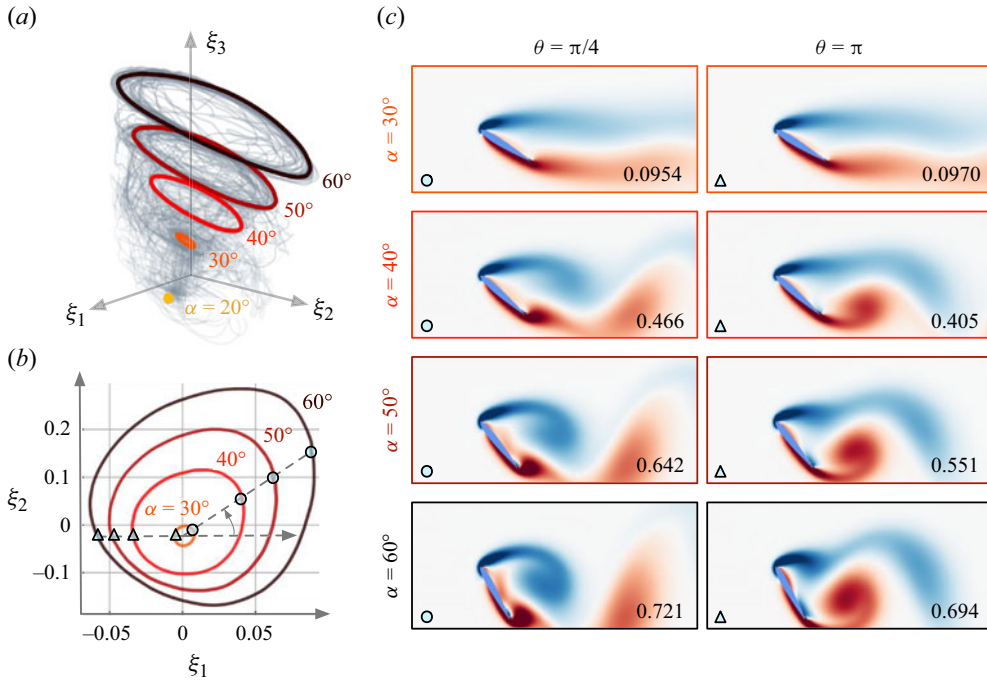 (a)
ξ3
60°
50°
40°
30°
ξ1
α = 20°
ξ2
(b)
60°
50°
40°
α = 30°
0.2
0.1
ξ2
0
–0.1
–0.05
0
0.05
ξ1
(c)
θ = π/4
θ = π
α = 30°
0.0954
0.0970
α = 40°
0.466
0.405
α = 50°
0.642
0.551
α = 60°
0.721
0.694